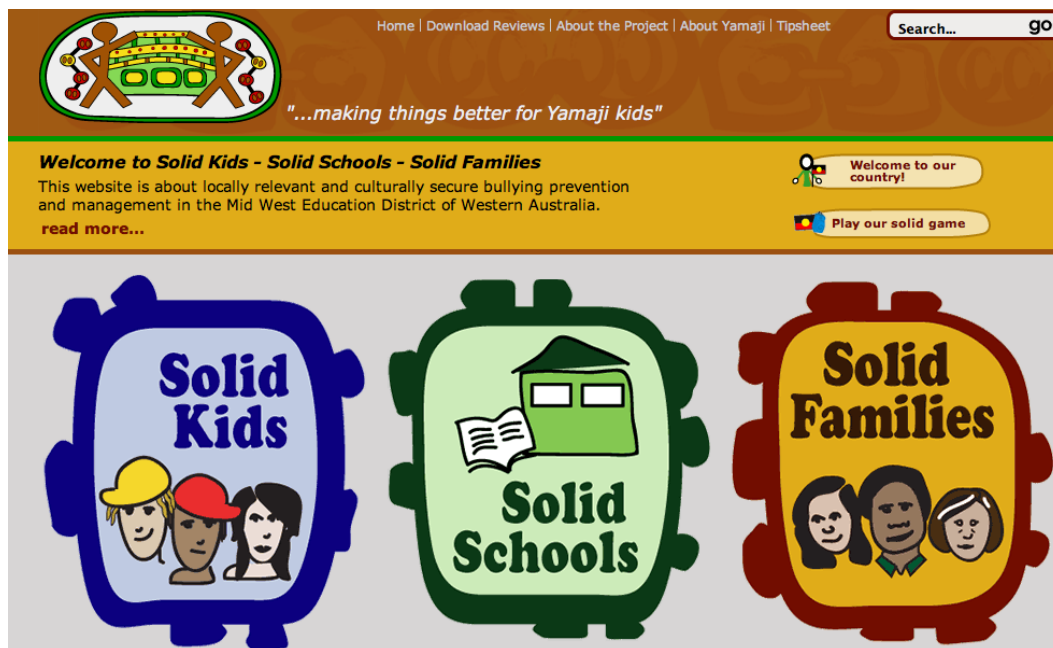 Home | Download Reviews | About the Project | About Yamaji | Tipsheet
Search...
go
"...making things better for Yamaji kids"
Welcome to Solid Kids - Solid Schools - Solid Families
This website is about locally relevant and culturally secure bullying prevention
and management in the Mid West Education District of Western Australia.
read more...
Welcome to our
country!
Play our solid game
Solid
Kids
Solid
Schools
Solid
Families